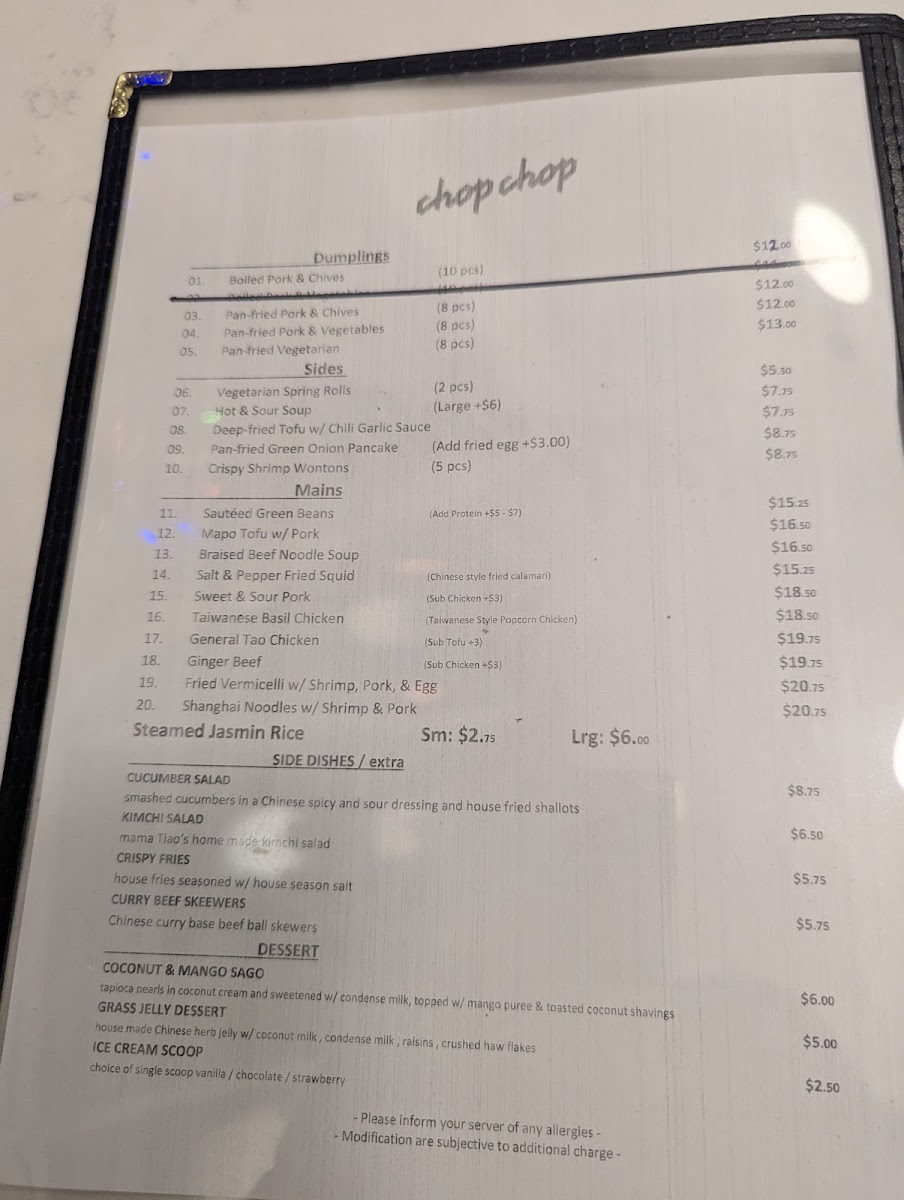 chop chop
Dumplings
01. Boiled Pork & Chives (10 pcs) $12.00
03. Pan-fried Pork & Chives (8 pcs) $12.00
04. Pan-fried Pork & Vegetables (8 pcs) $12.00
05. Pan-fried Vegetarian (8 pcs) $13.00
Sides
06. Vegetarian Spring Rolls (2 pcs) $5.50
07. Hot & Sour Soup (Large +$6) $7.75
08. Deep-fried Tofu w/ Chili Garlic Sauce $7.75
09. Pan-fried Green Onion Pancake (Add fried egg +$3.00) $8.75
10. Crispy Shrimp Wontons (5 pcs) $8.75
Mains
11. Sautéed Green Beans (Add Protein +$5 - $7) $15.25
12. Mapo Tofu w/ Pork $16.50
13. Braised Beef Noodle Soup $16.50
14. Salt & Pepper Fried Squid (Chinese style fried calamari) $15.25
15. Sweet & Sour Pork (Sub Chicken +$3) $18.50
16. Taiwanese Basil Chicken (Taiwanese Style Popcorn Chicken) $18.50
17. General Tao Chicken (Sub Tofu +3) $19.75
18. Ginger Beef (Sub Chicken +$3) $19.75
19. Fried Vermicelli w/ Shrimp, Pork, & Egg $20.75
20. Shanghai Noodles w/ Shrimp & Pork $20.75
Steamed Jasmin Rice Sm: $2.75 Lrg: $6.00
SIDE DISHES / extra
CUCUMBER SALAD
smashed cucumbers in a Chinese spicy and sour dressing and house fried shallots $8.75
KIMCHI SALAD
mama Tiao's home made kimchi salad $6.50
CRISPY FRIES
house fries seasoned w/ house season salt $5.75
CURRY BEEF SKEEWERS
Chinese curry base beef ball skewers $5.75
DESSERT
COCONUT & MANGO SAGO
tapioca pearls in coconut cream and sweetened w/ condense milk, topped w/ mango puree & toasted coconut shavings $6.00
GRASS JELLY DESSERT
house made Chinese herb jelly w/ coconut milk , condense milk , raisins , crushed haw flakes $5.00
ICE CREAM SCOOP
choice of single scoop vanilla / chocolate / strawberry $2.50
- Please inform your server of any allergies -
- Modification are subjective to additional charge -